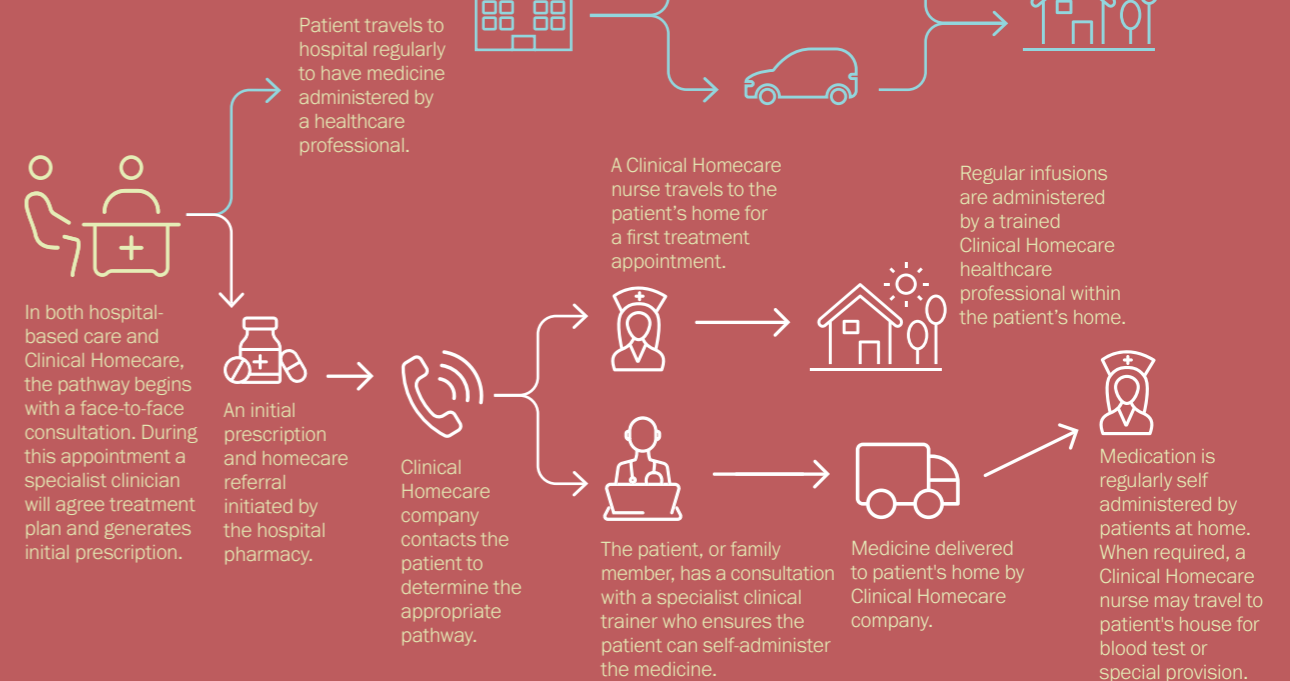 Patient travels to
hospital regularly
to have medicine
administered by
a healthcare
professional.
In both hospital-
based care and
Clinical Homecare,
the pathway begins
with a face-to-face
consultation. During
this appointment a
specialist clinician
will agree treatment
plan and generates
initial prescription.
An initial
prescription
and homecare
referral
initiated by
the hospital
pharmacy.
Clinical
Homecare
company
contacts the
patient to
determine the
appropriate
pathway.
A Clinical Homecare
nurse travels to the
patient’s home for
a first treatment
appointment.
Regular infusions
are administered
by a trained
Clinical Homecare
healthcare
professional within
the patient’s home.
The patient, or family
member, has a consultation
with a specialist clinical
trainer who ensures the
patient can self-administer
the medicine.
Medicine delivered
to patient's home by
Clinical Homecare
company.
Medication is
regularly self
administered by
patients at home.
When required, a
Clinical Homecare
nurse may travel to
patient's house for
blood test or
special provision.